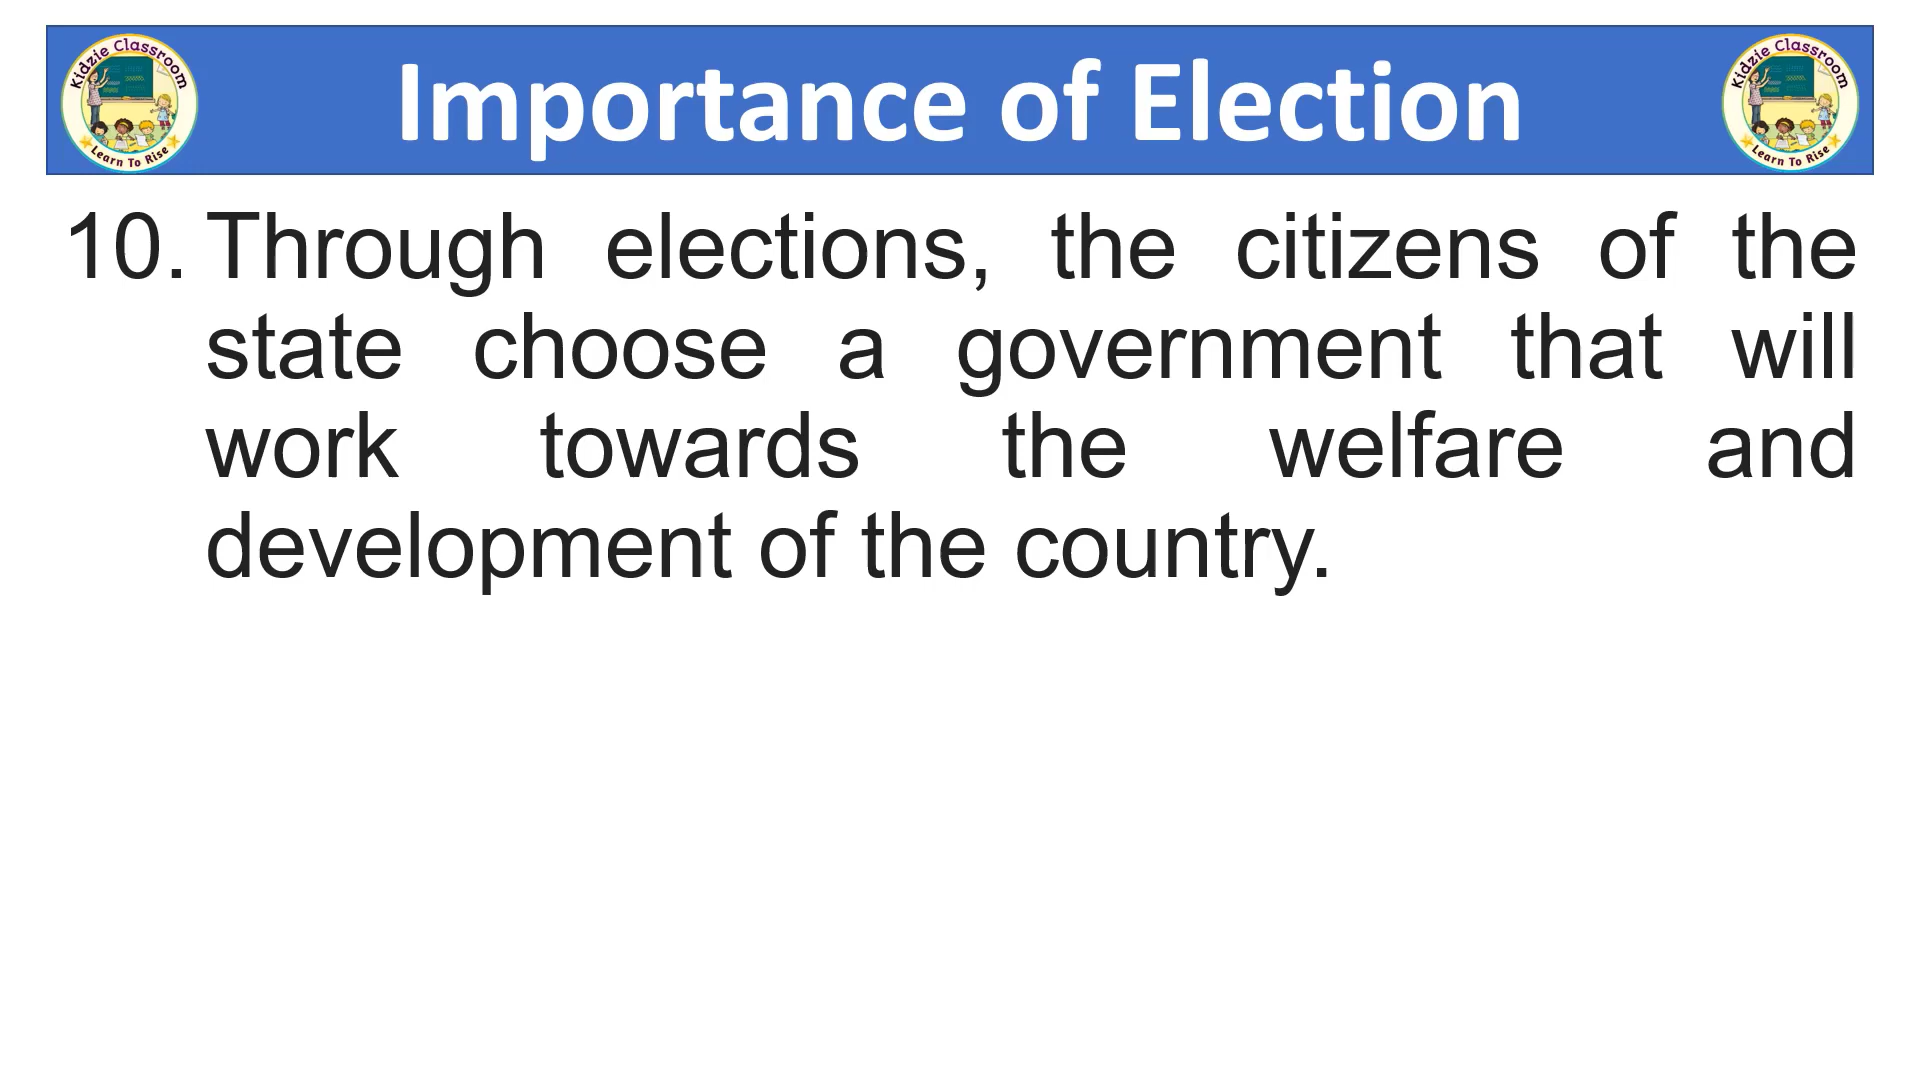 Kidzie Classroom
Learn To Rise
Importance of Election
Kidzie Classroom
Learn To Rise
10. Through elections, the citizens of the
state choose a government that will
work towards the welfare and
development of the country.